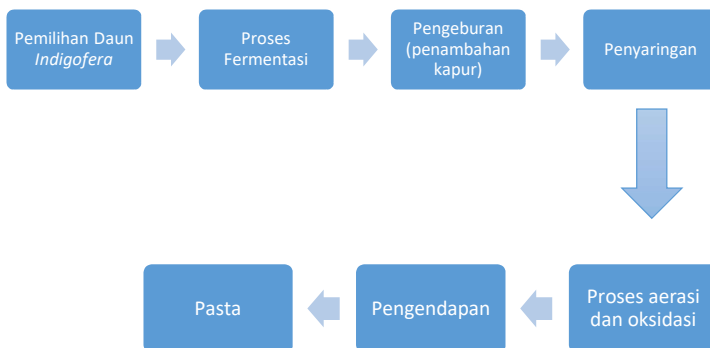 Pemilihan Daun
Indigofera
Proses
Fermentasi
Pengeburan
(penambahan
kapur)
Penyaringan
Proses aerasi
dan oksidasi
Pengendapan
Pasta